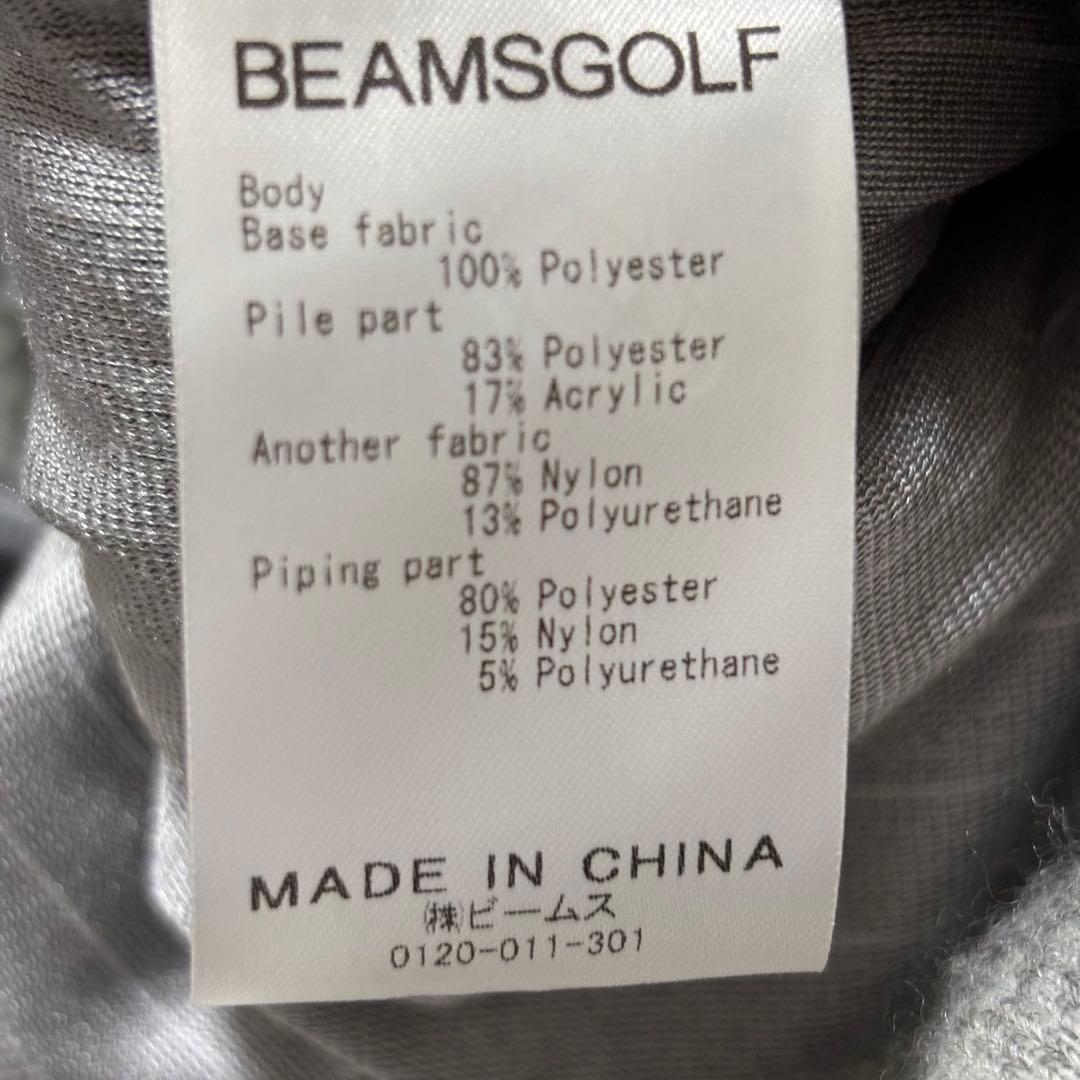 BEAMSGOLF
Body
Base fabric
100% Polyester
Pile part
83% Polyester
17% Acrylic
Another fabric
87% Nylon
13% Polyurethane
Piping part
80% Polyester
15% Nylon
5% Polyurethane
MADE IN CHINA
㈱ビームス
0120-011-301